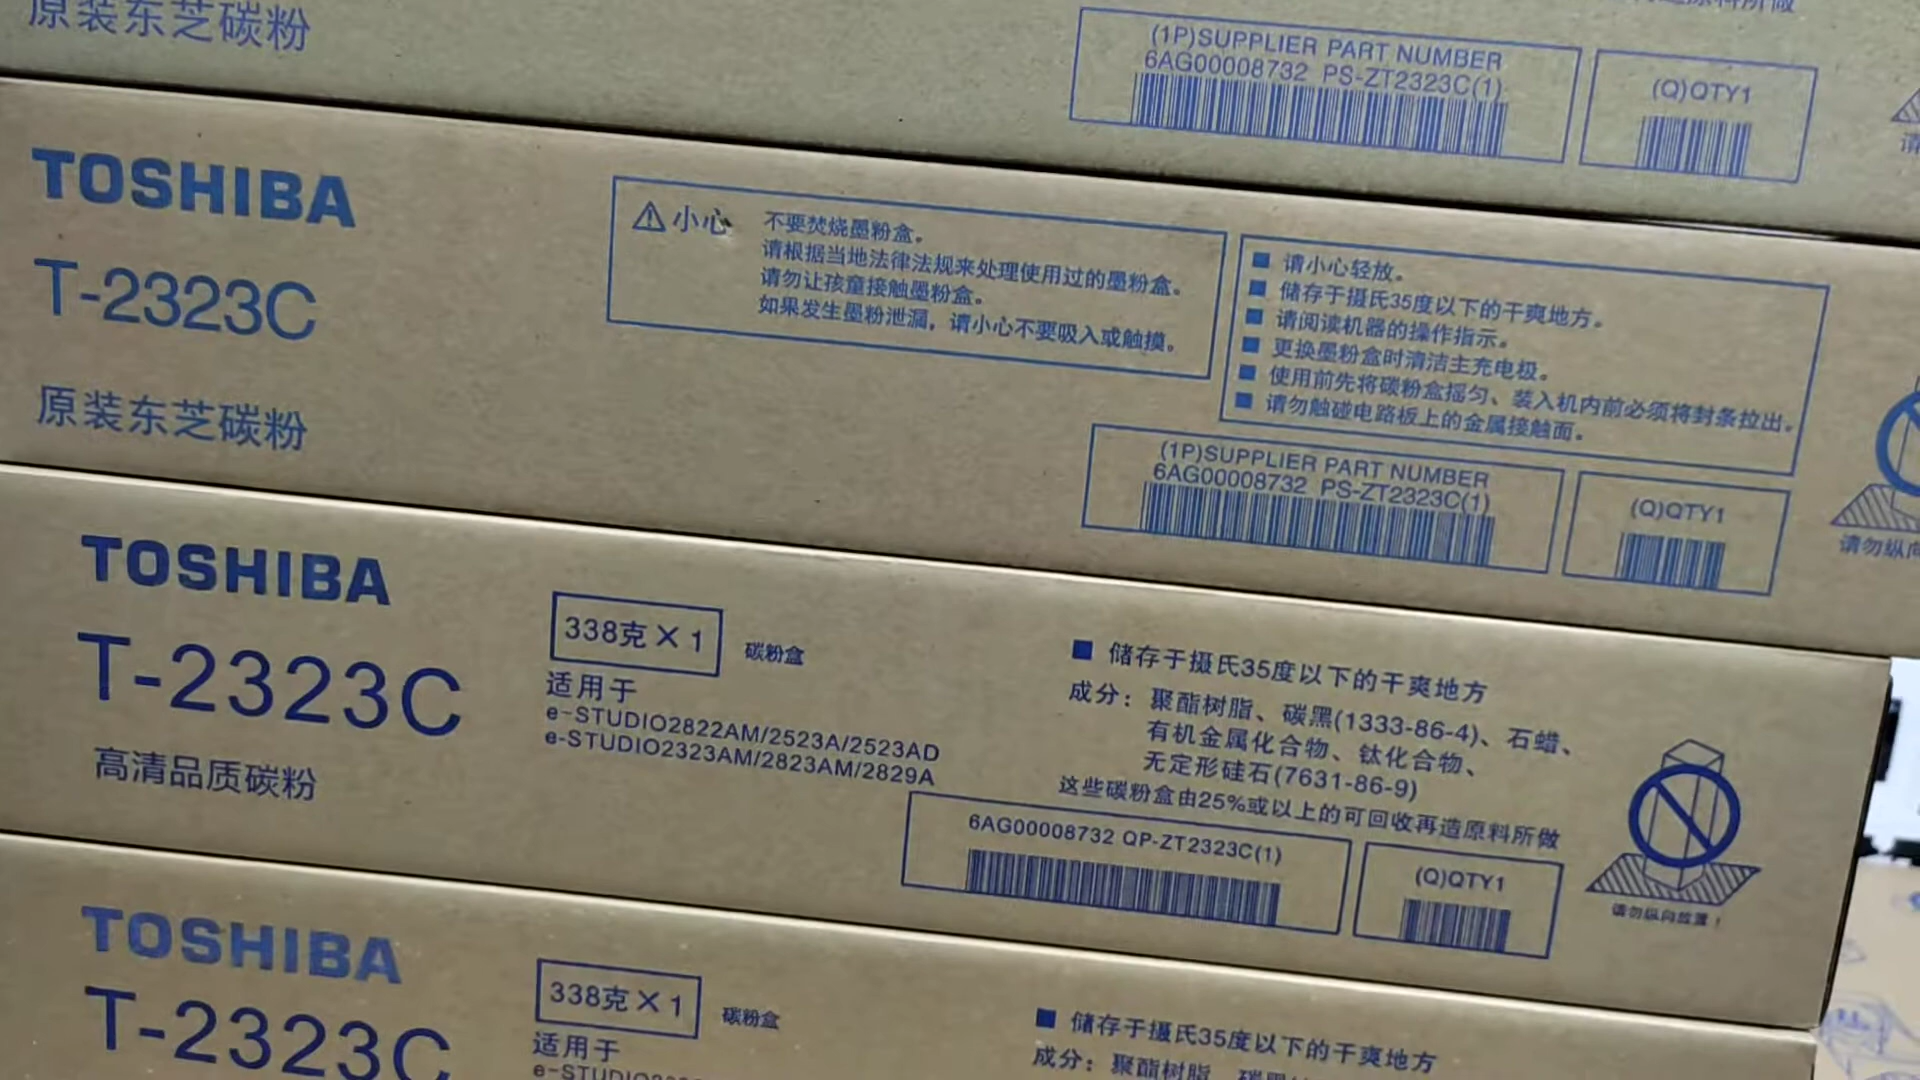 原装东芝碳粉
(1P)SUPPLIER PART NUMBER
6AG00008732 PS-ZT2323C(1)
(Q)QTY1
TOSHIBA
T-2323C
原装东芝碳粉
小心
不要焚烧墨粉盒。
请根据当地法律法规来处理使用过的墨粉盒。
请勿让孩童接触墨粉盒。
如果发生墨粉泄漏，请小心不要吸入或触摸。
■ 请小心轻放。
■ 储存于摄氏35度以下的干爽地方。
■ 请阅读机器的操作指示。
■ 更换墨粉盒时清洁主充电极。
■ 使用前先将碳粉盒摇匀、装入机内前必须将封条拉出。
■ 请勿触碰电路板上的金属接触面。
(1P)SUPPLIER PART NUMBER
6AG00008732 PS-ZT2323C(1)
(Q)QTY1
请勿纵向
TOSHIBA
T-2323C
高清品质碳粉
338克×1
碳粉盒
适用于
e-STUDIO2822AM/2523A/2523AD
e-STUDIO2323AM/2823AM/2829A
■ 储存于摄氏35度以下的干爽地方
成分：聚酯树脂、碳黑(1333-86-4)、石蜡、
有机金属化合物、钛化合物、
无定形硅石(7631-86-9)
这些碳粉盒由25%或以上的可回收再造原料所做
6AG00008732 QP-ZT2323C(1)
(Q)QTY1
请勿纵向放置！
TOSHIBA
T-2323C
338克×1
碳粉盒
适用于
■ 储存于摄氏35度以下的干爽地方
成分：聚酯树脂、碳黑